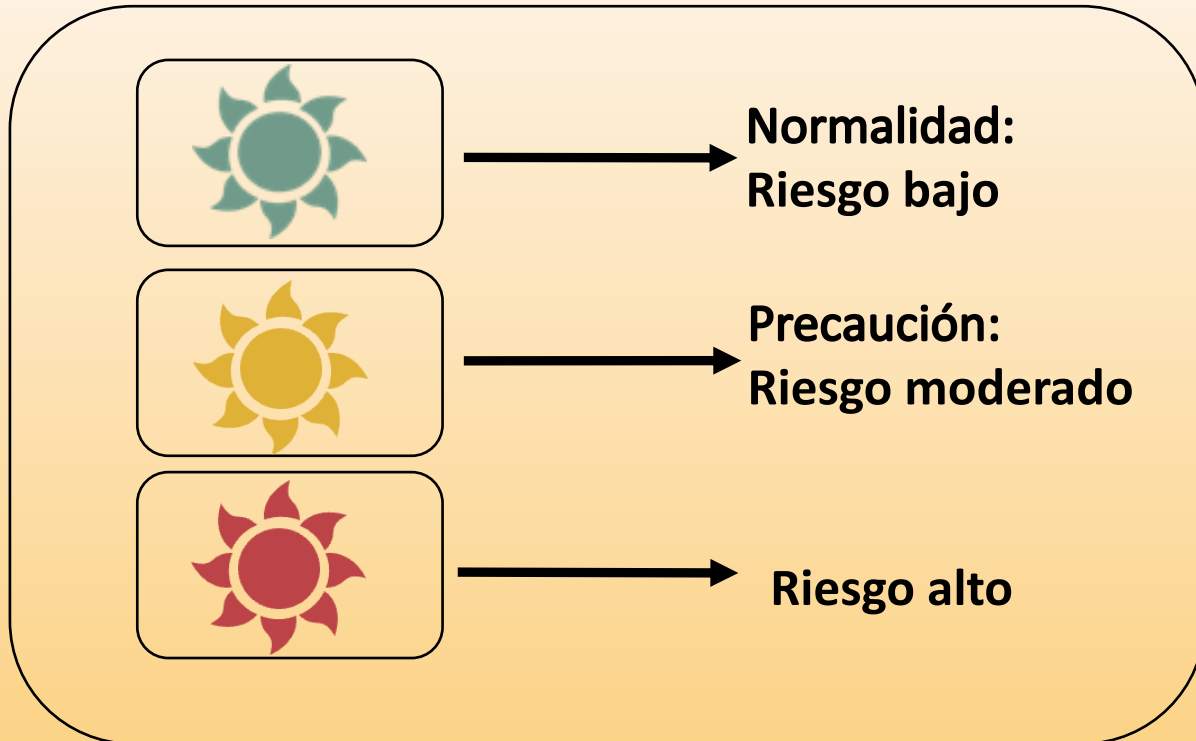 Normalidad:
Riesgo bajo
Precaución:
Riesgo moderado
Riesgo alto